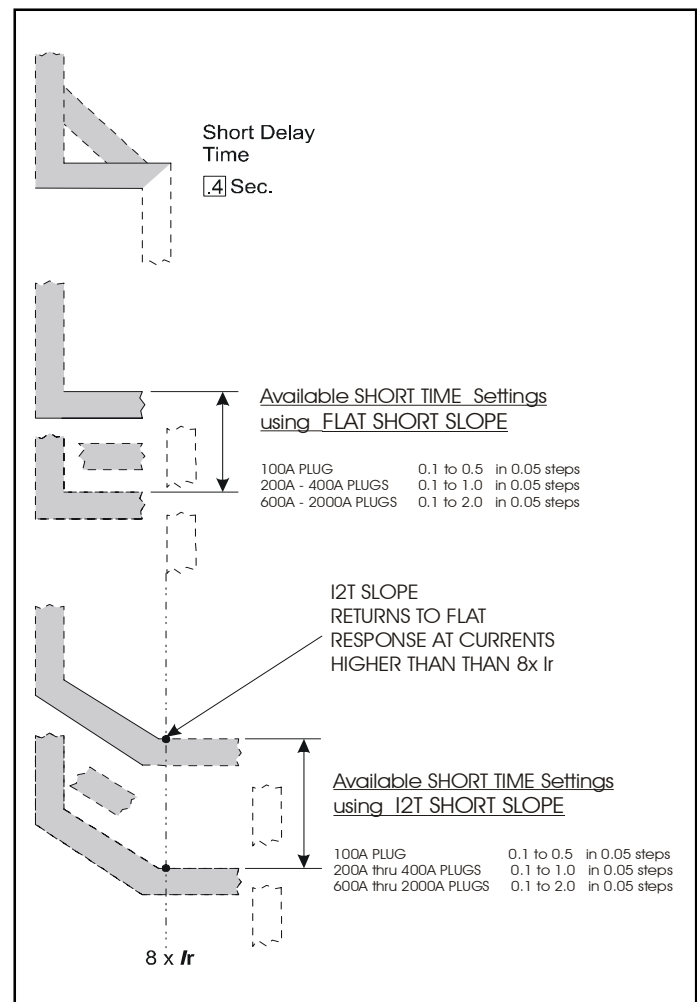 Short Delay
Time
.4 Sec.
Available SHORT TIME Settings
using FLAT SHORT SLOPE
100A PLUG 0.1 to 0.5 in 0.05 steps
200A - 400A PLUGS 0.1 to 1.0 in 0.05 steps
600A - 2000A PLUGS 0.1 to 2.0 in 0.05 steps
I2T SLOPE
RETURNS TO FLAT
RESPONSE AT CURRENTS
HIGHER THAN THAN 8x Ir
Available SHORT TIME Settings
using I2T SHORT SLOPE
100A PLUG 0.1 to 0.5 in 0.05 steps
200A thru 400A PLUGS 0.1 to 1.0 in 0.05 steps
600A thru 2000A PLUGS 0.1 to 2.0 in 0.05 steps
8 x Ir